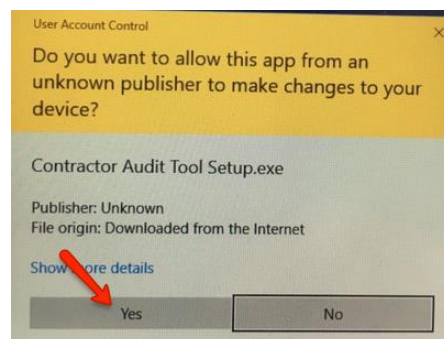 User Account Control
Do you want to allow this app from an
unknown publisher to make changes to your
device?
Contractor Audit Tool Setup.exe
Publisher: Unknown
File origin: Downloaded from the Internet
Show more details
Yes
No